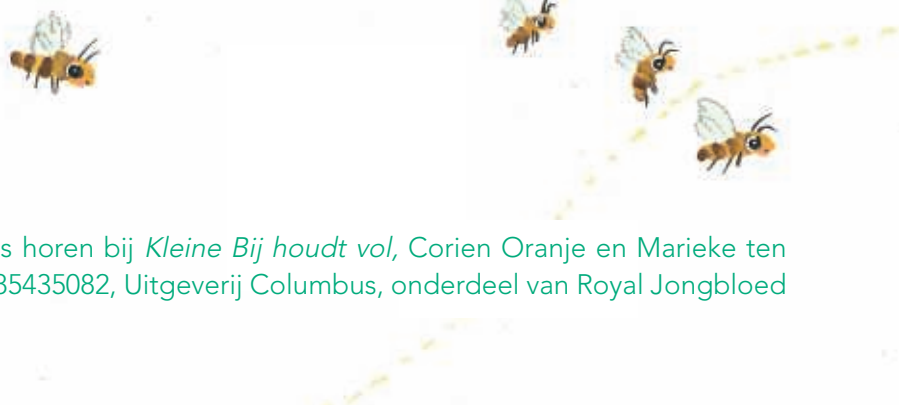 s horen bij Kleine Bij houdt vol, Corien Oranje en Marieke ten
35435082, Uitgeverij Columbus, onderdeel van Royal Jongbloed